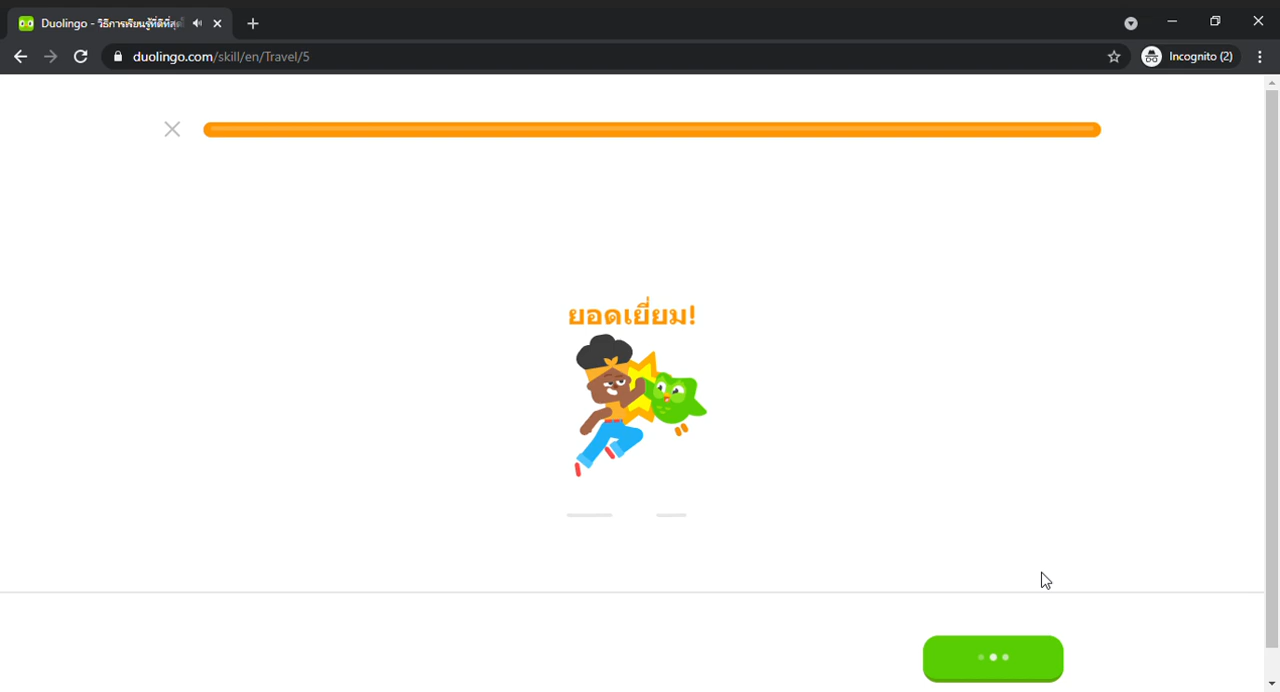 Duolingo - วิธีการเรียนรู้ที่ดีที่สุด
duolingo.com/skill/en/Travel/5
Incognito (2)
ยอดเยี่ยม!